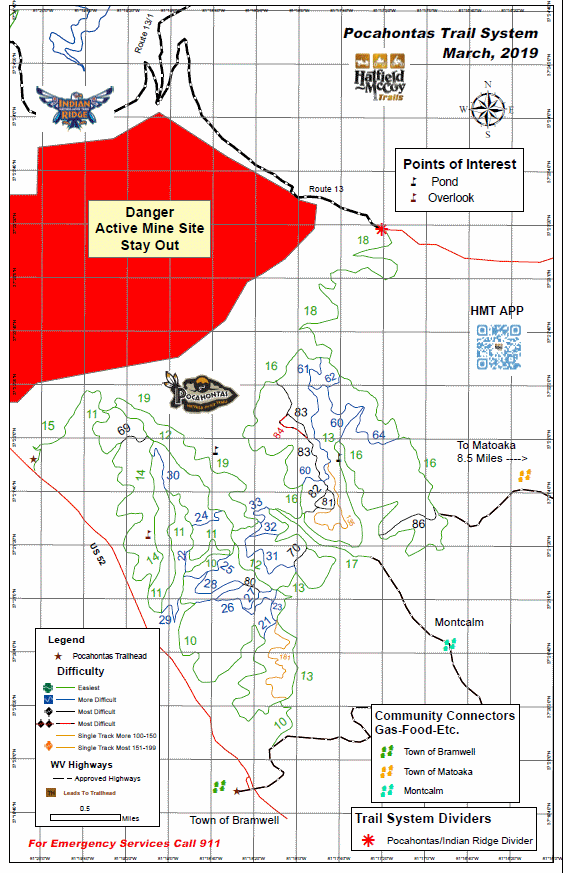 Pocahontas Trail System
March, 2019
Hatfield
McCoy
Trails
N
W
E
S
Route 13/1
INDIAN
RIDGE
Points of Interest
Pond
Overlook
Route 13
Danger
Active Mine Site
Stay Out
18
18
HMT APP
POCAHONTAS
16
61
62
19
11
15
69
12
83
84
13
60
64
83
16
16
19
60
To Matoaka
8.5 Miles ---->
14
30
82
81
16
33
24
32
86
11
11
US 52
14
31
70
10
25
12
17
28
80
13
11
27
26
23
29
21
10
13
10
Montcalm
Legend
Pocahontas Trailhead
Difficulty
Easiest
More Difficult
Most Difficult
Most Difficult
Single Track More 100-150
Single Track Most 151-199
WV Highways
Approved Highways
Leads To Trailhead
0.5
Miles
Community Connectors
Gas-Food-Etc.
Town of Bramwell
Town of Matoaka
Montcalm
Town of Bramwell
Trail System Dividers
Pocahontas/Indian Ridge Divider
For Emergency Services Call 911